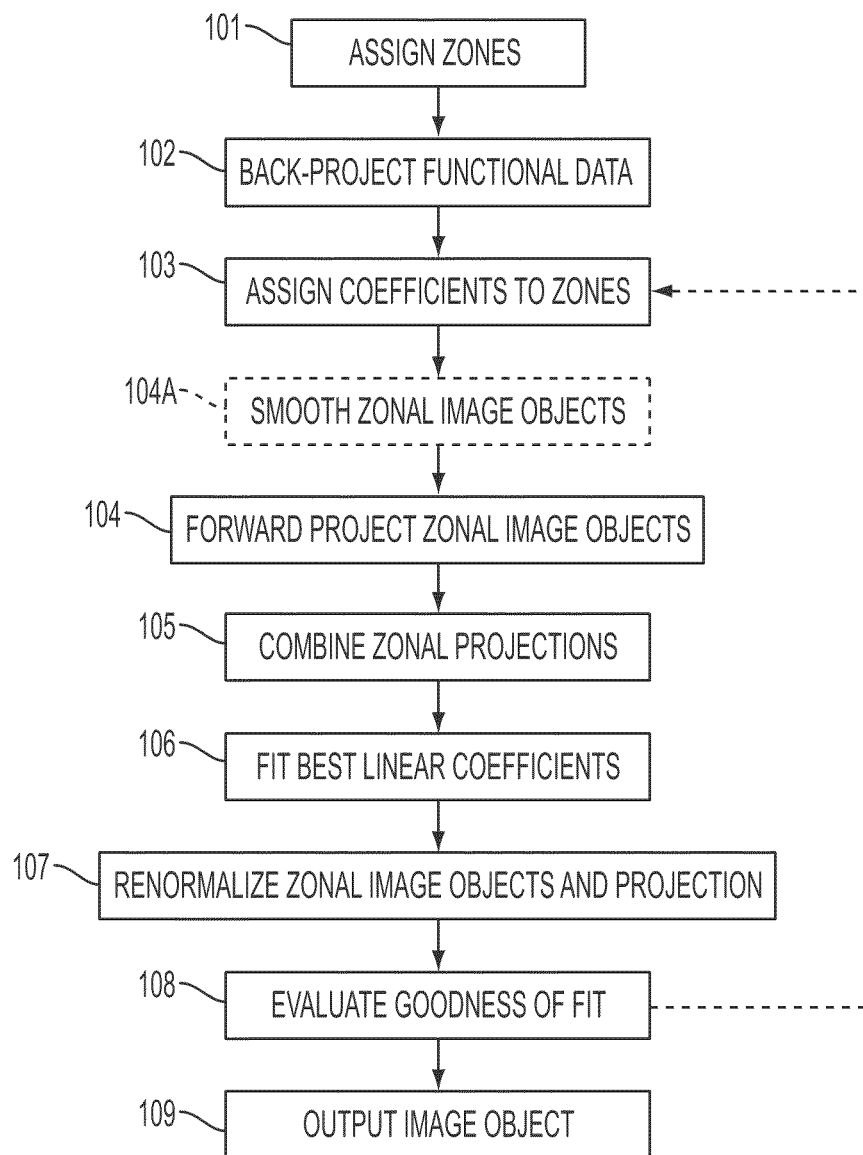 101
ASSIGN ZONES
102
BACK-PROJECT FUNCTIONAL DATA
103
ASSIGN COEFFICIENTS TO ZONES
104A
SMOOTH ZONAL IMAGE OBJECTS
104
FORWARD PROJECT ZONAL IMAGE OBJECTS
105
COMBINE ZONAL PROJECTIONS
106
FIT BEST LINEAR COEFFICIENTS
107
RENORMALIZE ZONAL IMAGE OBJECTS AND PROJECTION
108
EVALUATE GOODNESS OF FIT
109
OUTPUT IMAGE OBJECT